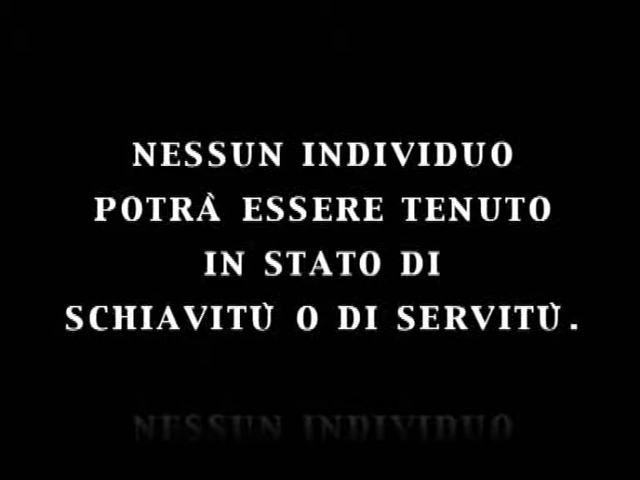 NESSUN INDIVIDUO
POTRÀ ESSERE TENUTO
IN STATO DI
SCHIAVITÙ O DI SERVITÙ.
NESSUN INDIVIDUO